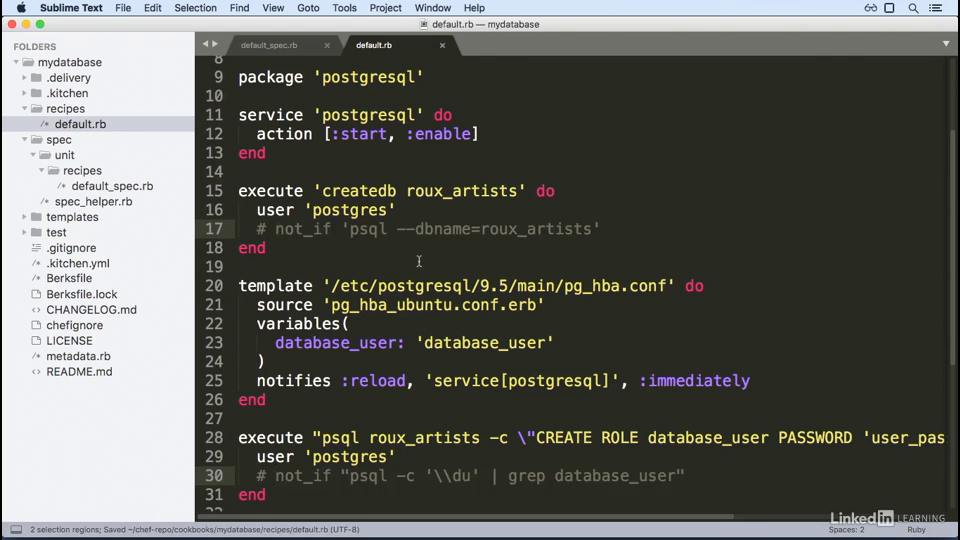 Sublime Text File Edit Selection Find View Goto Tools Project Window Help
default.rb — mydatabase
FOLDERS
mydatabase
.delivery
.kitchen
recipes
default.rb
spec
unit
recipes
default_spec.rb
spec_helper.rb
templates
test
.gitignore
.kitchen.yml
Berksfile
Berksfile.lock
CHANGELOG.md
chefignore
LICENSE
metadata.rb
README.md
default_spec.rb × default.rb ×
8
9 package 'postgresql'
10
11 service 'postgresql' do
12 action [:start, :enable]
13 end
14
15 execute 'createdb roux_artists' do
16 user 'postgres'
17 # not_if 'psql --dbname=roux_artists'
18 end
19
20 template '/etc/postgresql/9.5/main/pg_hba.conf' do
21 source 'pg_hba_ubuntu.conf.erb'
22 variables(
23 database_user: 'database_user'
24 )
25 notifies :reload, 'service[postgresql]', :immediately
26 end
27
28 execute "psql roux_artists -c \"CREATE ROLE database_user PASSWORD 'user_pas
29 user 'postgres'
30 # not_if "psql -c '\\du' | grep database_user"
31 end
2 selection regions; Saved ~/chef-repo/cookbooks/mydatabase/recipes/default.rb (UTF-8)
Spaces: 2 Ruby
Linked in LEARNING